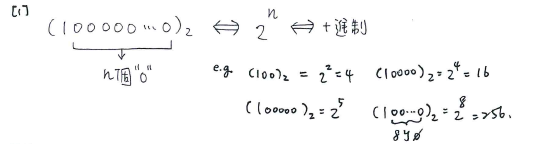 [1]
(100000⋯0)₂ ⟺ 2ⁿ ⟺ 十進制
n個"0"
e.g. (100)₂ = 2² = 4 (10000)₂ = 2⁴ = 16
(100000)₂ = 2⁵ (100⋯0)₂ = 2⁸ = 256.
8個0